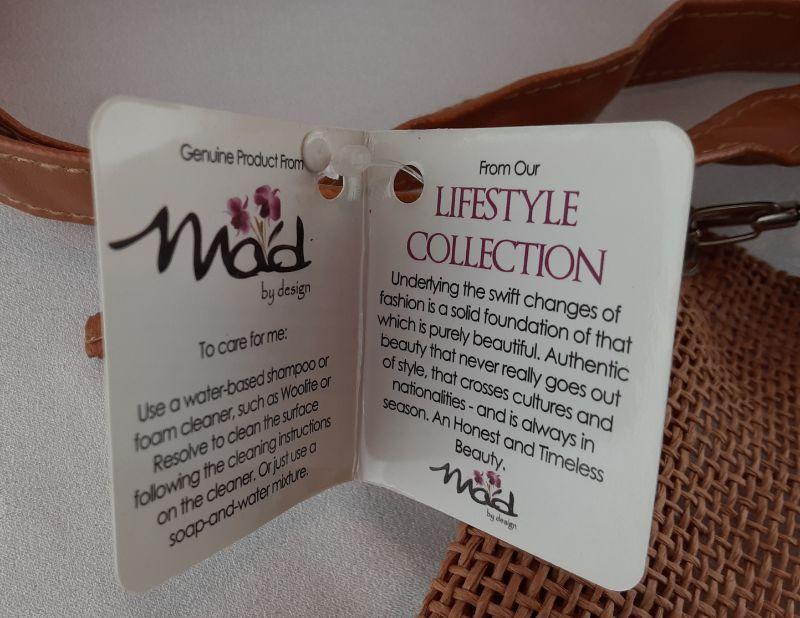 Genuine Product From
Mad
by design
To care for me:
Use a water-based shampoo or
foam cleaner, such as Woolite or
Resolve to clean the surface
following the cleaning instructions
on the cleaner. Or just use a
soap-and-water mixture.
From Our
LIFESTYLE
COLLECTION
Underlying the swift changes of
fashion is a solid foundation of that
which is purely beautiful. Authentic
beauty that never really goes out
of style, that crosses cultures and
nationalities - and is always in
season. An Honest and Timeless
Beauty.
Mad
by design